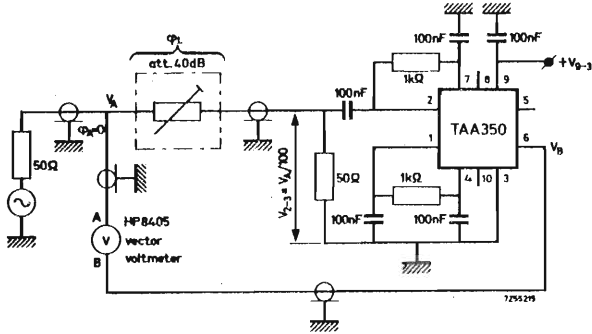 φL
att. 40dB
100nF
100nF
+V9-3
1kΩ
7 8 9
100nF
VA
φA=0
2
5
TAA350
1
6
VB
50Ω
V2-3 = VA/100
50Ω
1kΩ
4 10 3
100nF
100nF
A
HP8405
V
vector
voltmeter
B
7Z55215